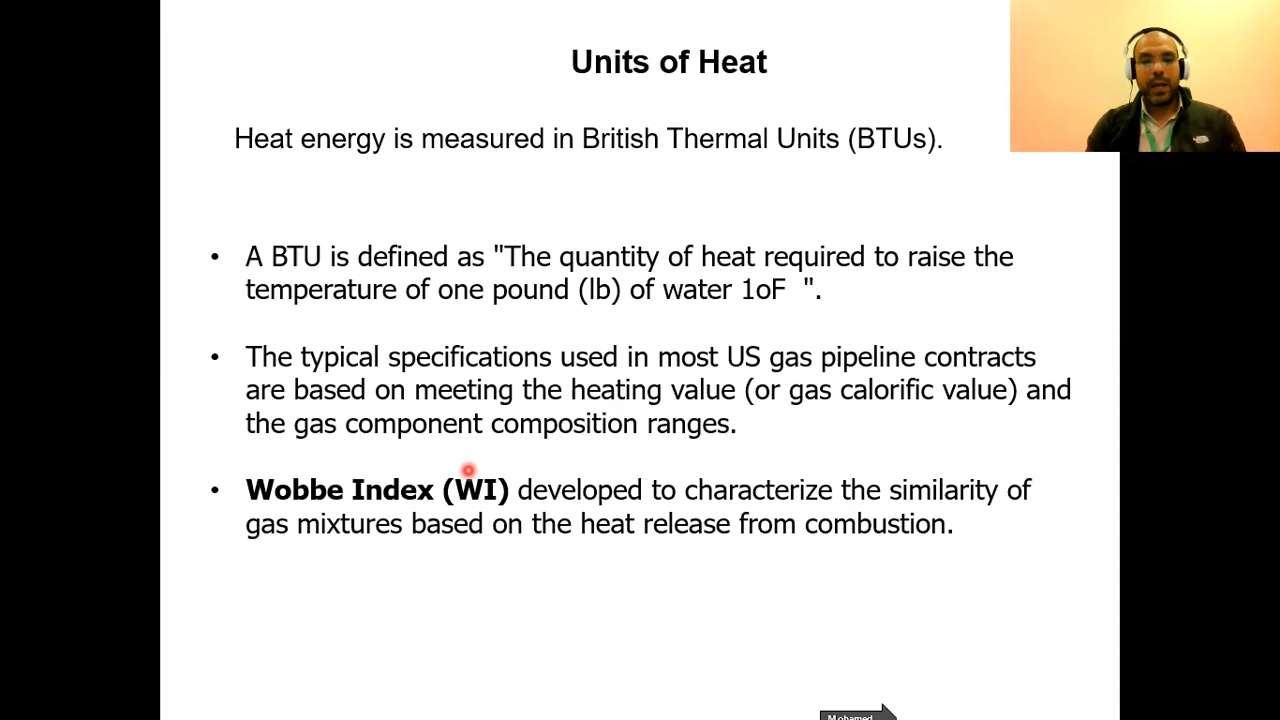 Units of Heat
Heat energy is measured in British Thermal Units (BTUs).
• A BTU is defined as "The quantity of heat required to raise the
temperature of one pound (lb) of water 1oF ".
• The typical specifications used in most US gas pipeline contracts
are based on meeting the heating value (or gas calorific value) and
the gas component composition ranges.
• Wobbe Index (WI) developed to characterize the similarity of
gas mixtures based on the heat release from combustion.
Mohamed